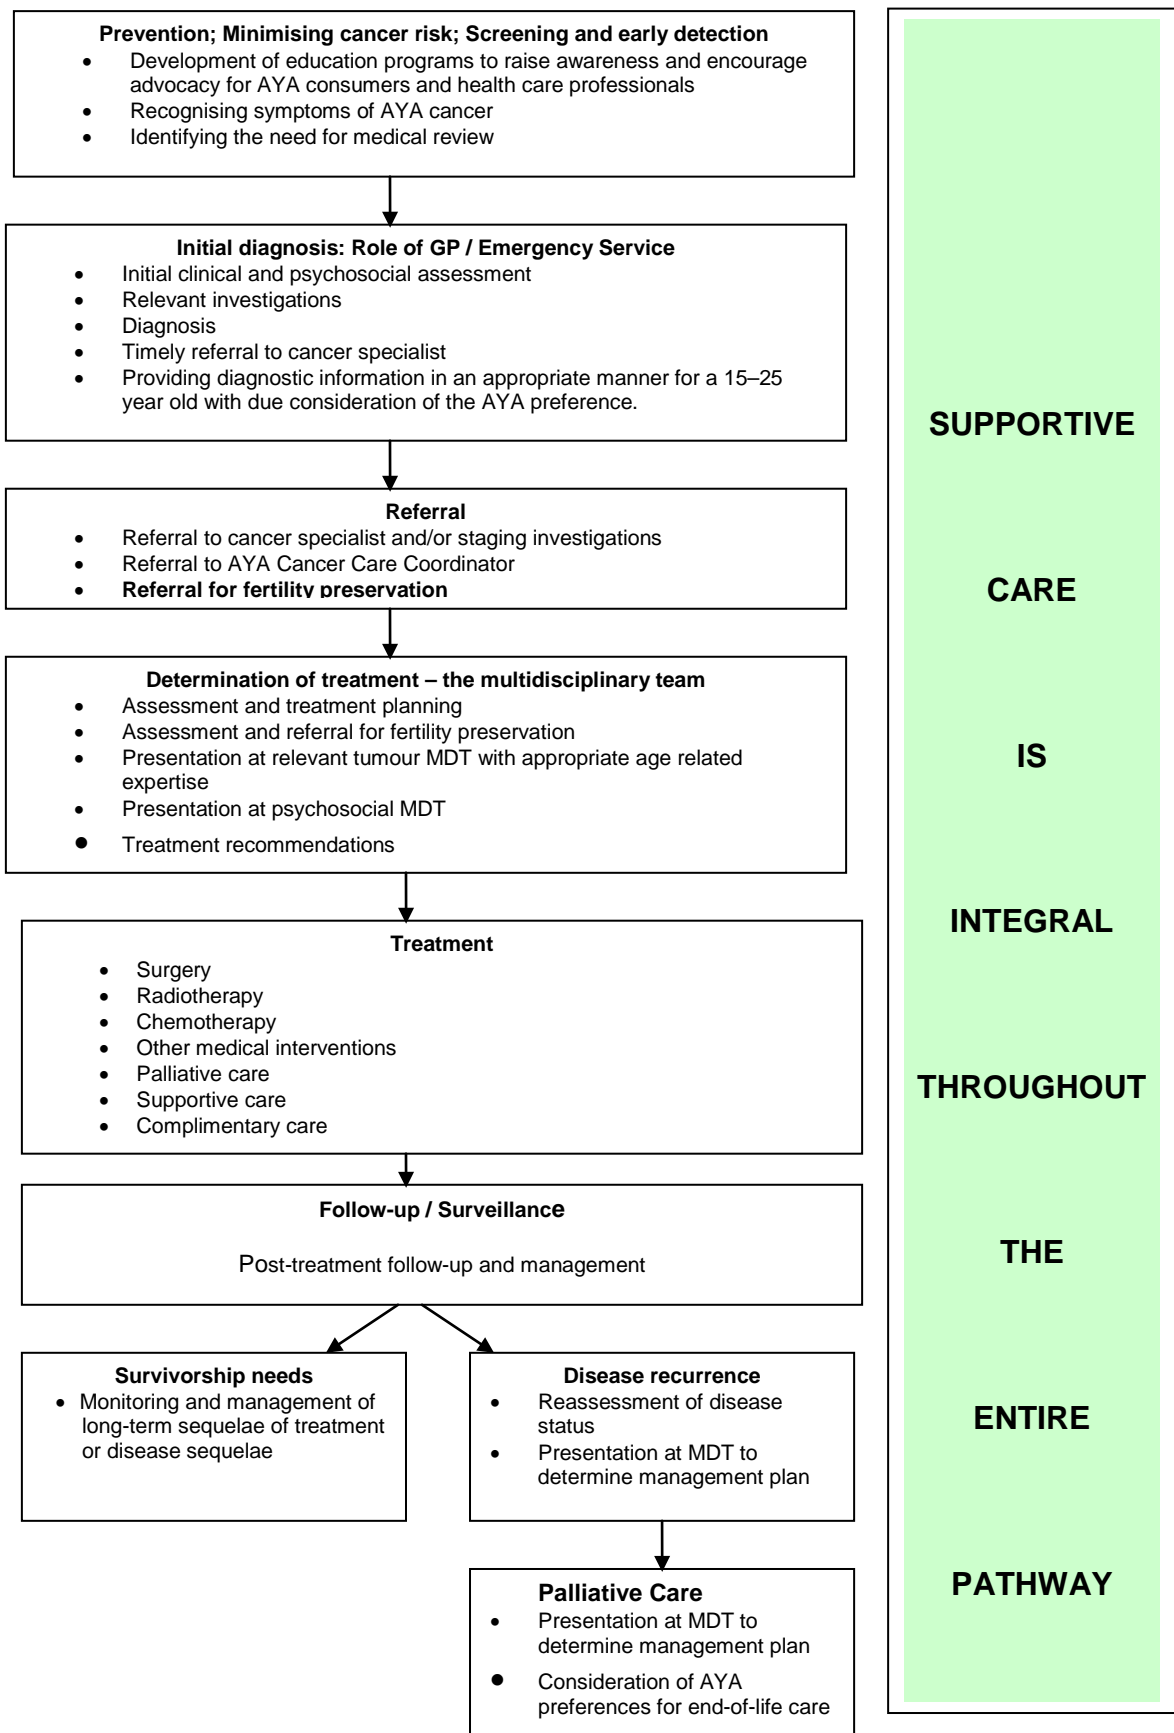 Prevention; Minimising cancer risk; Screening and early detection
• Development of education programs to raise awareness and encourage
advocacy for AYA consumers and health care professionals
• Recognising symptoms of AYA cancer
• Identifying the need for medical review
Initial diagnosis: Role of GP / Emergency Service
• Initial clinical and psychosocial assessment
• Relevant investigations
• Diagnosis
• Timely referral to cancer specialist
• Providing diagnostic information in an appropriate manner for a 15–25
year old with due consideration of the AYA preference.
Referral
• Referral to cancer specialist and/or staging investigations
• Referral to AYA Cancer Care Coordinator
• Referral for fertility preservation
Determination of treatment – the multidisciplinary team
• Assessment and treatment planning
• Assessment and referral for fertility preservation
• Presentation at relevant tumour MDT with appropriate age related
expertise
• Presentation at psychosocial MDT
• Treatment recommendations
Treatment
• Surgery
• Radiotherapy
• Chemotherapy
• Other medical interventions
• Palliative care
• Supportive care
• Complimentary care
Follow-up / Surveillance
Post-treatment follow-up and management
Survivorship needs
• Monitoring and management of
long-term sequelae of treatment
or disease sequelae
Disease recurrence
• Reassessment of disease
status
• Presentation at MDT to
determine management plan
Palliative Care
• Presentation at MDT to
determine management plan
• Consideration of AYA
preferences for end-of-life care
SUPPORTIVE
CARE
IS
INTEGRAL
THROUGHOUT
THE
ENTIRE
PATHWAY